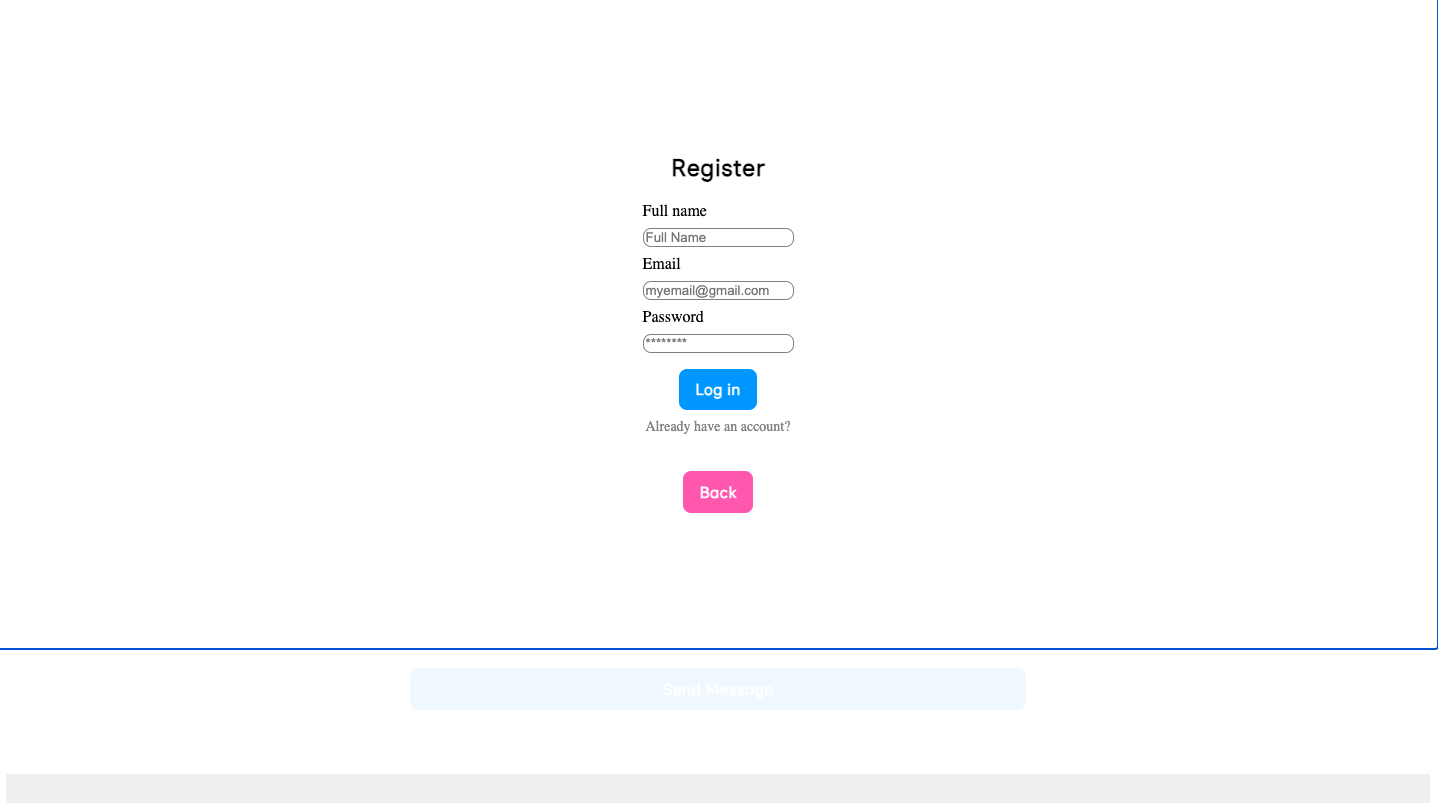 Register
Full name
Full Name
Email
myemail@gmail.com
Password
********
Log in
Already have an account?
Back
Send Message